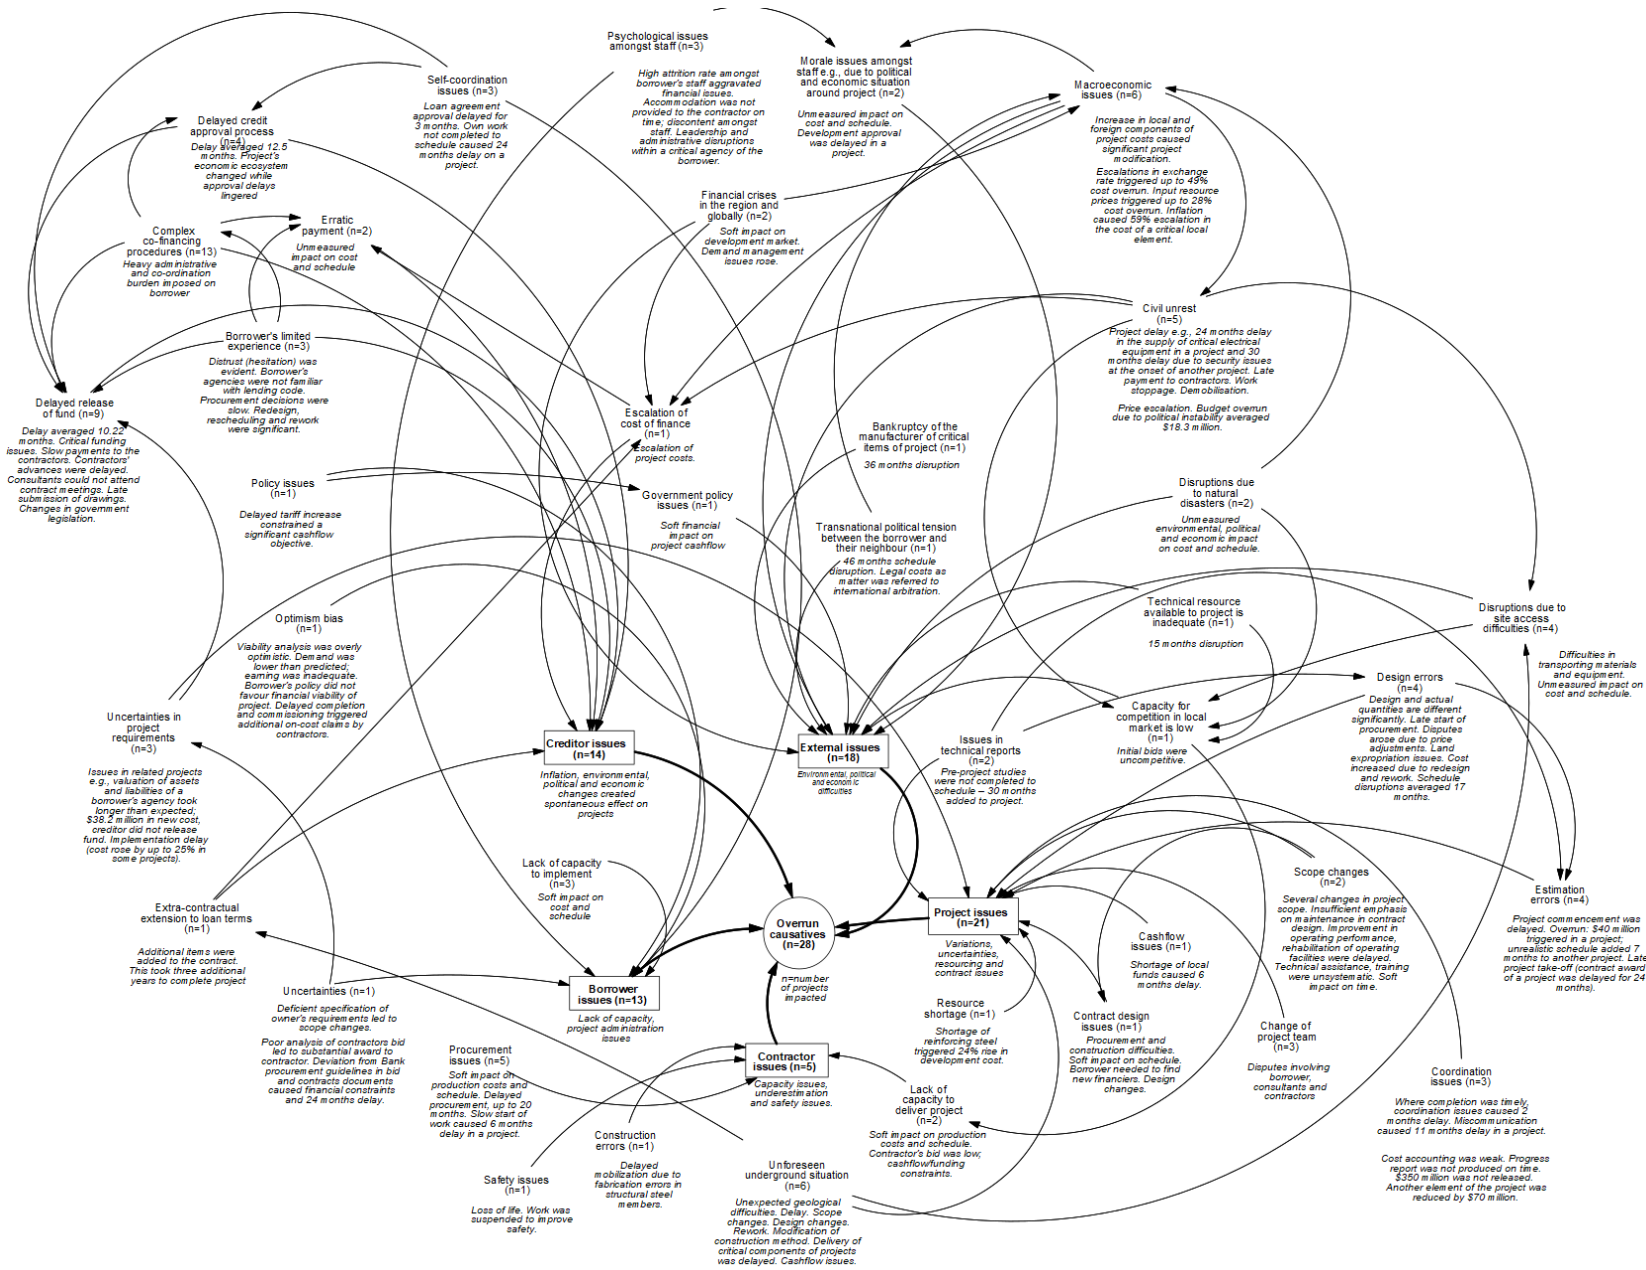 Psychological issues
amongst staff (n=3)
High attrition rate amongst
borrower's staff aggravated
financial issues.
Accommodation was not
provided to the contractor on
time; discontent amongst
staff. Leadership and
administrative disruptions
within a critical agency of the
borrower.
Morale issues amongst
staff e.g., due to political
and economic situation
around project (n=2)
Unmeasured impact on
cost and schedule.
Development approval
was delayed in a
project.
Macroeconomic
issues (n=6)
Increase in local and
foreign components of
project costs caused
significant project
modification.
Escalations in exchange
rate triggered up to 49%
cost overrun. Input resource
prices triggered up to 28%
cost overrun. Inflation
caused 59% escalation in
the cost of a critical local
element.
Self-coordination
issues (n=3)
Loan agreement
approval delayed for
3 months. Own work
not completed to
schedule caused 24
months delay on a
project.
Delayed credit
approval process
(n=4)
Delay averaged 12.5
months. Project's
economic ecosystem
changed while
approval delays
lingered
Financial crises
in the region and
globally (n=2)
Soft impact on
development market.
Demand management
issues rose.
Complex
co-financing
procedures (n=13)
Heavy administrative
and co-ordination
burden imposed on
borrower
Erratic
payment (n=2)
Unmeasured
impact on cost
and schedule
Civil unrest
(n=5)
Project delay e.g., 24 months delay
in the supply of critical electrical
equipment in a project and 30
months delay due to security issues
at the onset of another project. Late
payment to contractors. Work
stoppage. Demobilisation.
Price escalation. Budget overrun
due to political instability averaged
$18.3 million.
Borrower's limited
experience (n=3)
Distrust (hesitation) was
evident. Borrower's
agencies were not familiar
with lending code.
Procurement decisions were
slow. Redesign,
rescheduling and rework
were significant.
Delayed release
of fund (n=9)
Delay averaged 10.22
months. Critical funding
issues. Slow payments to the
contractors. Contractors'
advances were delayed.
Consultants could not attend
contract meetings. Late
submission of drawings.
Changes in government
legislation.
Escalation of
cost of finance
(n=1)
Escalation of
project costs.
Bankruptcy of the
manufacturer of critical
items of project (n=1)
36 months disruption
Policy issues
(n=1)
Delayed tariff increase
constrained a
significant cashflow
objective.
Government policy
issues (n=1)
Soft financial
impact on
project cashflow
Disruptions due
to natural
disasters (n=2)
Unmeasured
environmental, political
and economic impact
on cost and schedule.
Transnational political tension
between the borrower and
their neighbour (n=1)
46 months schedule
disruption. Legal costs as
matter was referred to
international arbitration.
Technical resource
available to project is
inadequate (n=1)
15 months disruption
Disruptions due to
site access
difficulties (n=4)
Difficulties in
transporting materials
and equipment.
Unmeasured impact on
cost and schedule.
Optimism bias
(n=1)
Viability analysis was overly
optimistic. Demand was
lower than predicted;
earning was inadequate.
Borrower's policy did not
favour financial viability of
project. Delayed completion
and commissioning triggered
additional on-cost claims by
contractors.
Design errors
(n=4)
Design and actual
quantities are different
significantly. Late start of
procurement. Disputes
arose due to price
adjustments. Land
expropriation issues. Cost
increased due to redesign
and rework. Schedule
disruptions averaged 17
months.
Uncertainties in
project
requirements
(n=3)
Issues in related projects
e.g., valuation of assets
and liabilities of a
borrower's agency took
longer than expected;
$38.2 million in new cost,
creditor did not release
fund. Implementation delay
(cost rose by up to 25% in
some projects).
Capacity for
competition in local
market is low
(n=1)
Initial bids were
uncompetitive.
Creditor issues
(n=14)
Inflation, environmental,
political and economic
changes created
spontaneous effect on
projects
External issues
(n=18)
Environmental, political
and economic
difficulties
Issues in
technical reports
(n=2)
Pre-project studies
were not completed to
schedule – 30 months
added to project.
Lack of capacity
to implement
(n=3)
Soft impact on
cost and
schedule
Scope changes
(n=2)
Several changes in project
scope. Insufficient emphasis
on maintenance in contract
design. Improvement in
operating performance,
rehabilitation of operating
facilities were delayed.
Technical assistance, training
were unsystematic. Soft
impact on time.
Estimation
errors (n=4)
Project commencement was
delayed. Overrun: $40 million
triggered in a project;
unrealistic schedule added 7
months to another project. Late
project take-off (contract award
of a project was delayed for 24
months).
Extra-contractual
extension to loan terms
(n=1)
Additional items were
added to the contract.
This took three additional
years to complete project
Overrun
causatives
(n=28)
n=number
of projects
impacted
Project issues
(n=21)
Variations,
uncertainties,
resourcing and
contract issues
Cashflow
issues (n=1)
Shortage of local
funds caused 6
months delay.
Uncertainties (n=1)
Deficient specification of
owner's requirements led to
scope changes.
Poor analysis of contractors bid
led to substantial award to
contractor. Deviation from Bank
procurement guidelines in bid
and contracts documents
caused financial constraints
and 24 months delay.
Borrower
issues (n=13)
Lack of capacity,
project administration
issues
Resource
shortage (n=1)
Shortage of
reinforcing steel
triggered 24% rise in
development cost.
Contract design
issues (n=1)
Procurement and
construction difficulties.
Soft impact on schedule.
Borrower needed to find
new financiers. Design
changes.
Change of
project team
(n=3)
Disputes involving
borrower,
consultants and
contractors
Procurement
issues (n=5)
Soft impact on
production costs and
schedule. Delayed
procurement, up to 20
months. Slow start of
work caused 6 months
delay in a project.
Contractor
issues (n=5)
Capacity issues,
underestimation
and safety issues.
Coordination
issues (n=3)
Where completion was timely,
coordination issues caused 2
months delay. Miscommunication
caused 11 months delay in a project.
Cost accounting was weak. Progress
report was not produced on time.
$350 million was not released.
Another element of the project was
reduced by $70 million.
Lack of
capacity to
deliver project
(n=2)
Soft impact on production
costs and schedule.
Contractor's bid was low;
cashflow/funding
constraints.
Construction
errors (n=1)
Delayed
mobilization due to
fabrication errors in
structural steel
members.
Safety issues
(n=1)
Loss of life. Work was
suspended to improve
safety.
Unforeseen
underground situation
(n=6)
Unexpected geological
difficulties. Delay. Scope
changes. Design changes.
Rework. Modification of
construction method. Delivery of
critical components of projects
was delayed. Cashflow issues.